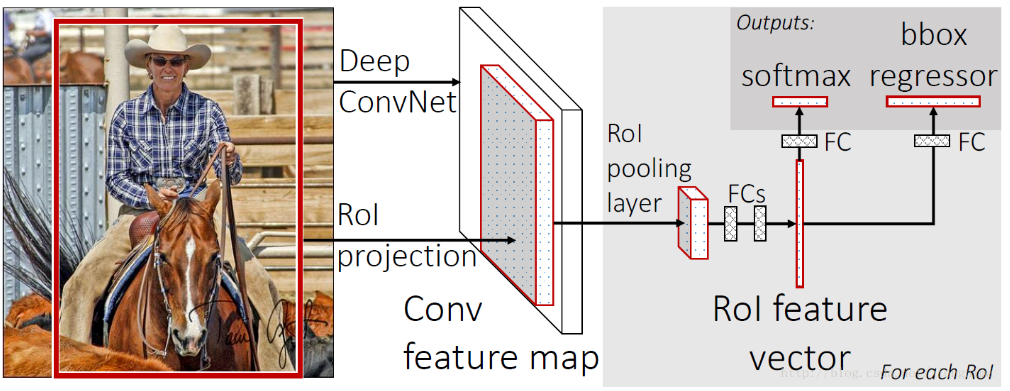 Deep
ConvNet
RoI
projection
Conv
feature map
RoI
pooling
layer
FCs
Outputs:
softmax
bbox
regressor
FC
FC
RoI feature
vector
For each RoI